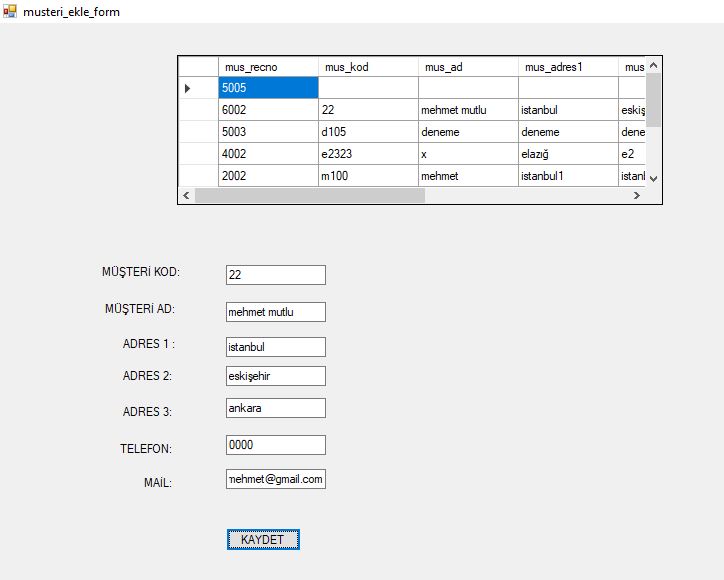 musteri_ekle_form
mus_recno mus_kod mus_ad mus_adres1 mus
5005
6002 22 mehmet mutlu istanbul eskiş
5003 d105 deneme deneme dene
4002 e2323 x elazığ e2
2002 m100 mehmet istanbul1 istanl
MÜŞTERİ KOD: 22
MÜŞTERİ AD: mehmet mutlu
ADRES 1 : istanbul
ADRES 2: eskişehir
ADRES 3: ankara
TELEFON: 0000
MAİL: mehmet@gmail.com
KAYDET